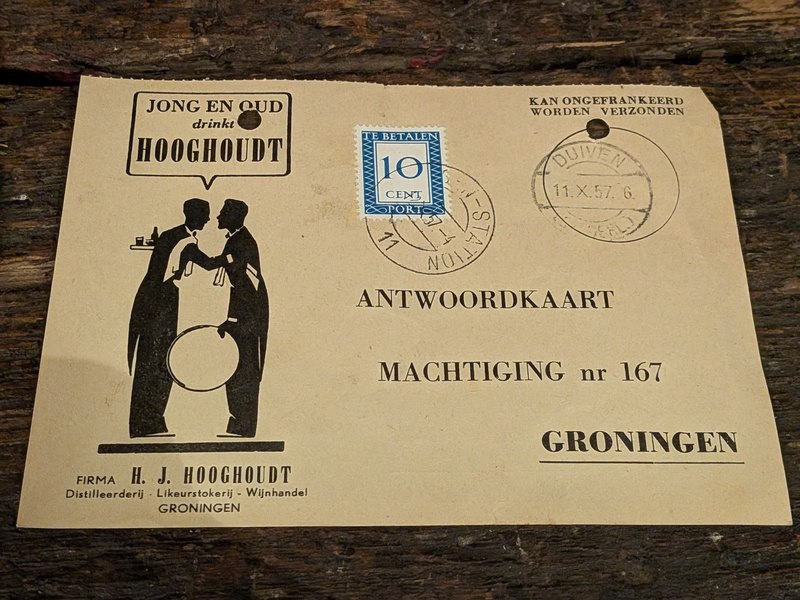 JONG EN OUD
drinkt
HOOGHOUDT
FIRMA H. J. HOOGHOUDT
Distilleerderij - Likeurstokerij - Wijnhandel
GRONINGEN
TE BETALEN
10
CENT
PORT
N-STATION
11
KAN ONGEFRANKEERD
WORDEN VERZONDEN
DUIVEN
11.X.57. 6.
ANTWOORDKAART
MACHTIGING nr 167
GRONINGEN